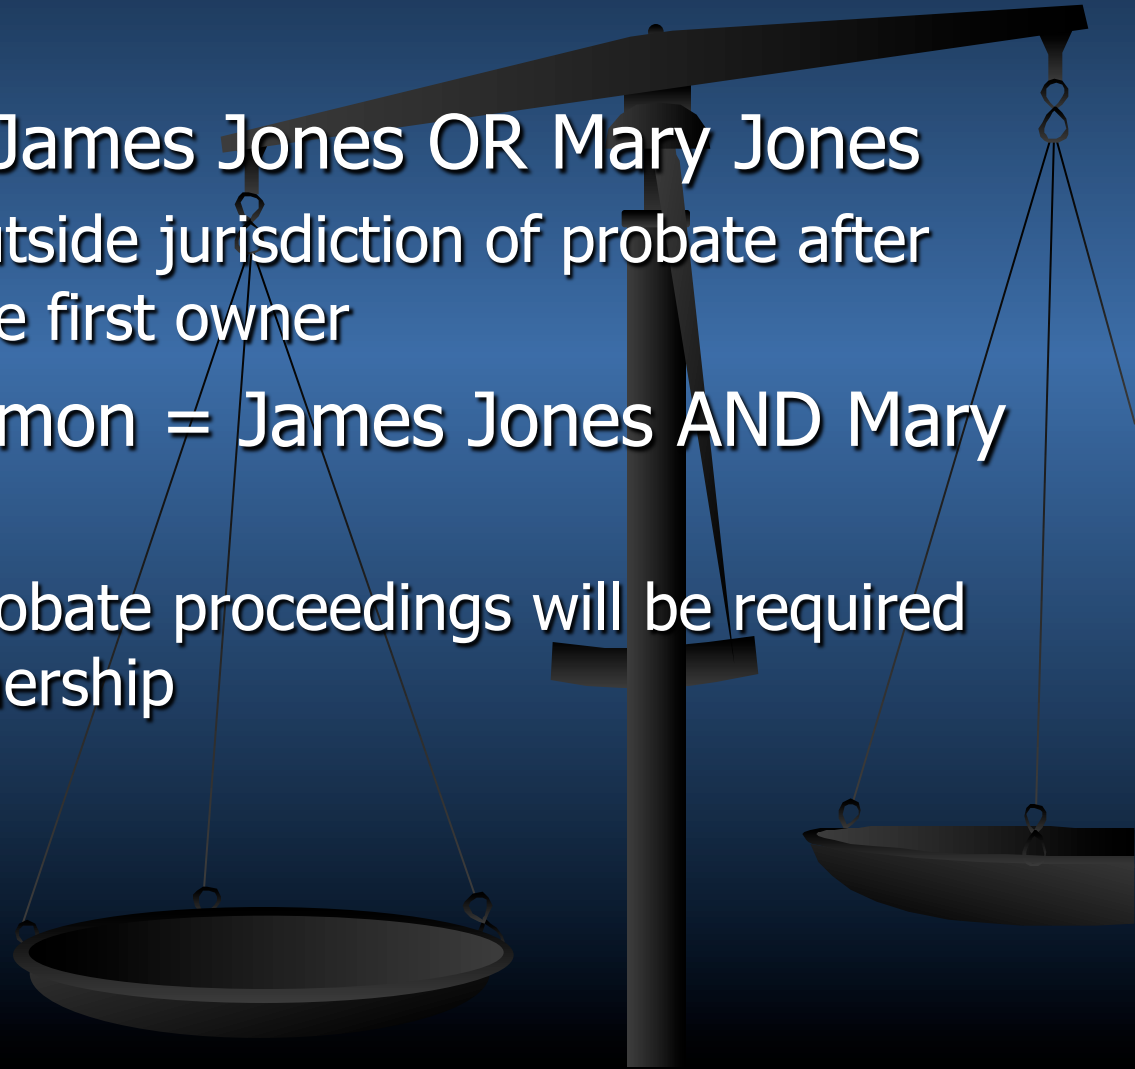 James Jones OR Mary Jones
utside jurisdiction of probate after
e first owner
mon = James Jones AND Mary
obate proceedings will be required
ership